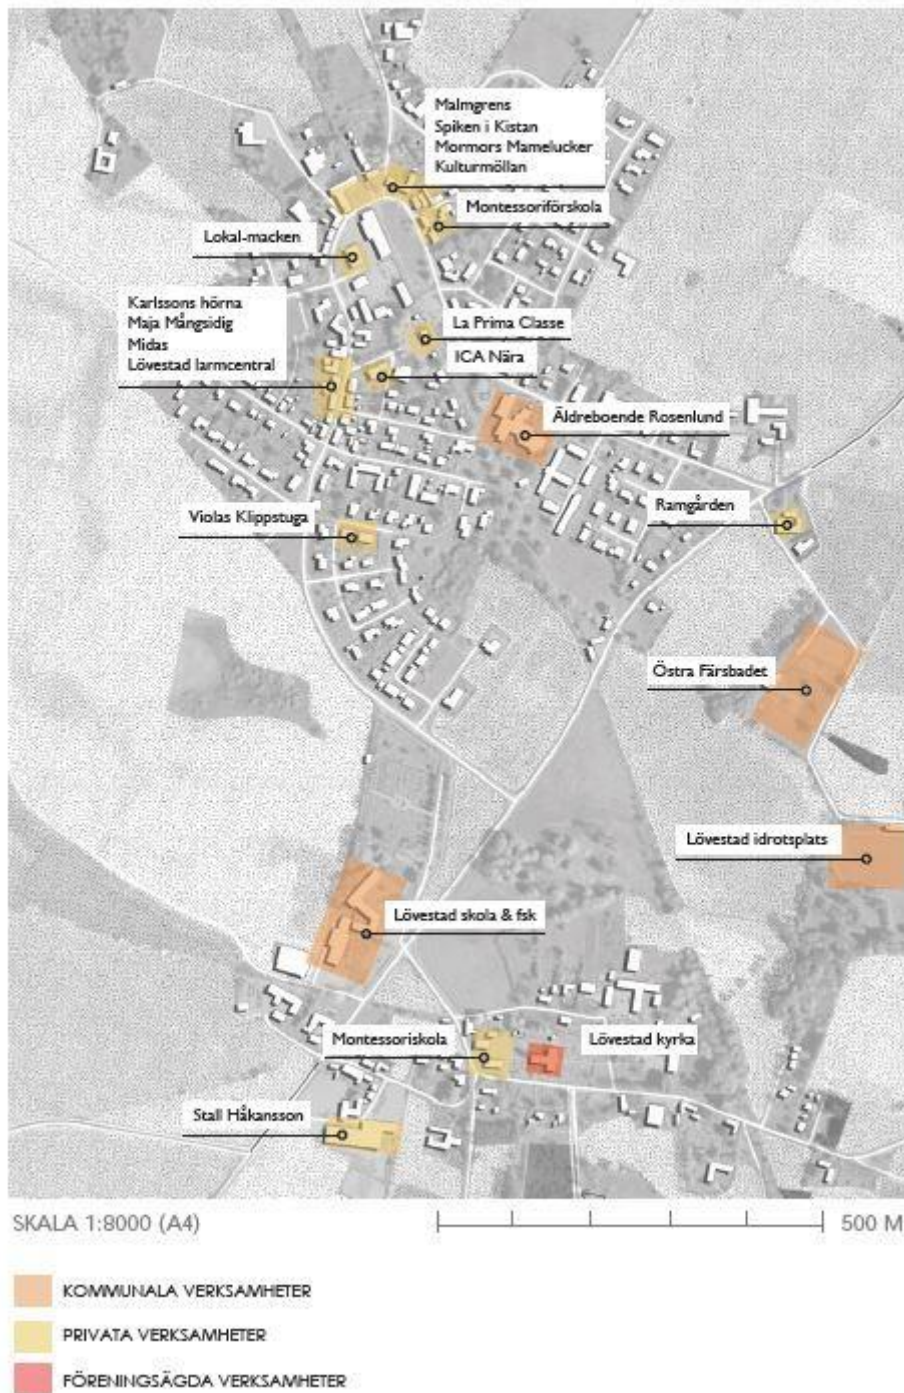 Malmgrens
Spiken i Kistan
Mormors Mamelucker
Kulturmöllan
Montessoriförskola
Lokal-macken
Karlssons hörna
Maja Mångsidig
Midas
Lövestad larmcentral
La Prima Classe
ICA Nära
Äldreboende Rosenlund
Violas Klippstuga
Ramgården
Östra Färsbadet
Lövestad idrotsplats
Lövestad skola & fsk
Montessoriskola
Lövestad kyrka
Stall Håkansson
SKALA 1:8000 (A4)
500 M
KOMMUNALA VERKSAMHETER
PRIVATA VERKSAMHETER
FÖRENINGSÄGDA VERKSAMHETER